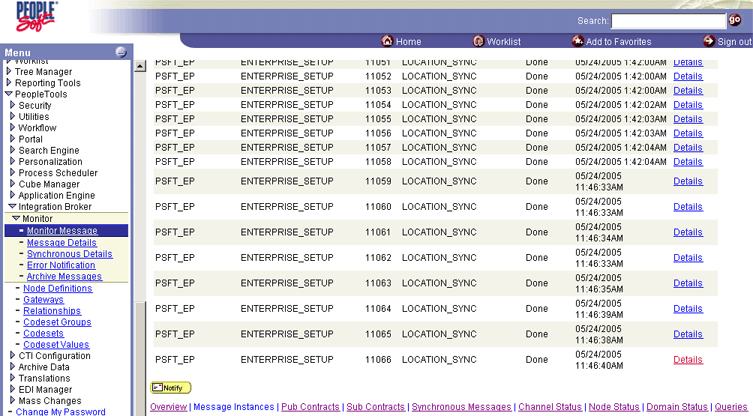 PEOPLE
Soft
Search:
go
Home Worklist Add to Favorites Sign out
Menu
Worklist
Tree Manager
Reporting Tools
PeopleTools
Security
Utilities
Workflow
Portal
Search Engine
Personalization
Process Scheduler
Cube Manager
Application Engine
Integration Broker
Monitor
- Monitor Message
- Message Details
- Synchronous Details
- Error Notification
- Archive Messages
- Node Definitions
- Gateways
- Relationships
- Codeset Groups
- Codesets
- Codeset Values
CTI Configuration
Archive Data
Translations
EDI Manager
Mass Changes
- Change My Password
PSFT_EP ENTERPRISE_SETUP 11051 LOCATION_SYNC Done 05/24/2005 1:42:00AM Details
PSFT_EP ENTERPRISE_SETUP 11052 LOCATION_SYNC Done 05/24/2005 1:42:00AM Details
PSFT_EP ENTERPRISE_SETUP 11053 LOCATION_SYNC Done 05/24/2005 1:42:00AM Details
PSFT_EP ENTERPRISE_SETUP 11054 LOCATION_SYNC Done 05/24/2005 1:42:02AM Details
PSFT_EP ENTERPRISE_SETUP 11055 LOCATION_SYNC Done 05/24/2005 1:42:03AM Details
PSFT_EP ENTERPRISE_SETUP 11056 LOCATION_SYNC Done 05/24/2005 1:42:03AM Details
PSFT_EP ENTERPRISE_SETUP 11057 LOCATION_SYNC Done 05/24/2005 1:42:04AM Details
PSFT_EP ENTERPRISE_SETUP 11058 LOCATION_SYNC Done 05/24/2005 1:42:04AM Details
PSFT_EP ENTERPRISE_SETUP 11059 LOCATION_SYNC Done 05/24/2005 11:46:33AM Details
PSFT_EP ENTERPRISE_SETUP 11060 LOCATION_SYNC Done 05/24/2005 11:46:33AM Details
PSFT_EP ENTERPRISE_SETUP 11061 LOCATION_SYNC Done 05/24/2005 11:46:34AM Details
PSFT_EP ENTERPRISE_SETUP 11062 LOCATION_SYNC Done 05/24/2005 11:46:33AM Details
PSFT_EP ENTERPRISE_SETUP 11063 LOCATION_SYNC Done 05/24/2005 11:46:35AM Details
PSFT_EP ENTERPRISE_SETUP 11064 LOCATION_SYNC Done 05/24/2005 11:46:39AM Details
PSFT_EP ENTERPRISE_SETUP 11065 LOCATION_SYNC Done 05/24/2005 11:46:38AM Details
PSFT_EP ENTERPRISE_SETUP 11066 LOCATION_SYNC Done 05/24/2005 11:46:40AM Details
Notify
Overview | Message Instances | Pub Contracts | Sub Contracts | Synchronous Messages | Channel Status | Node Status | Domain Status | Queries